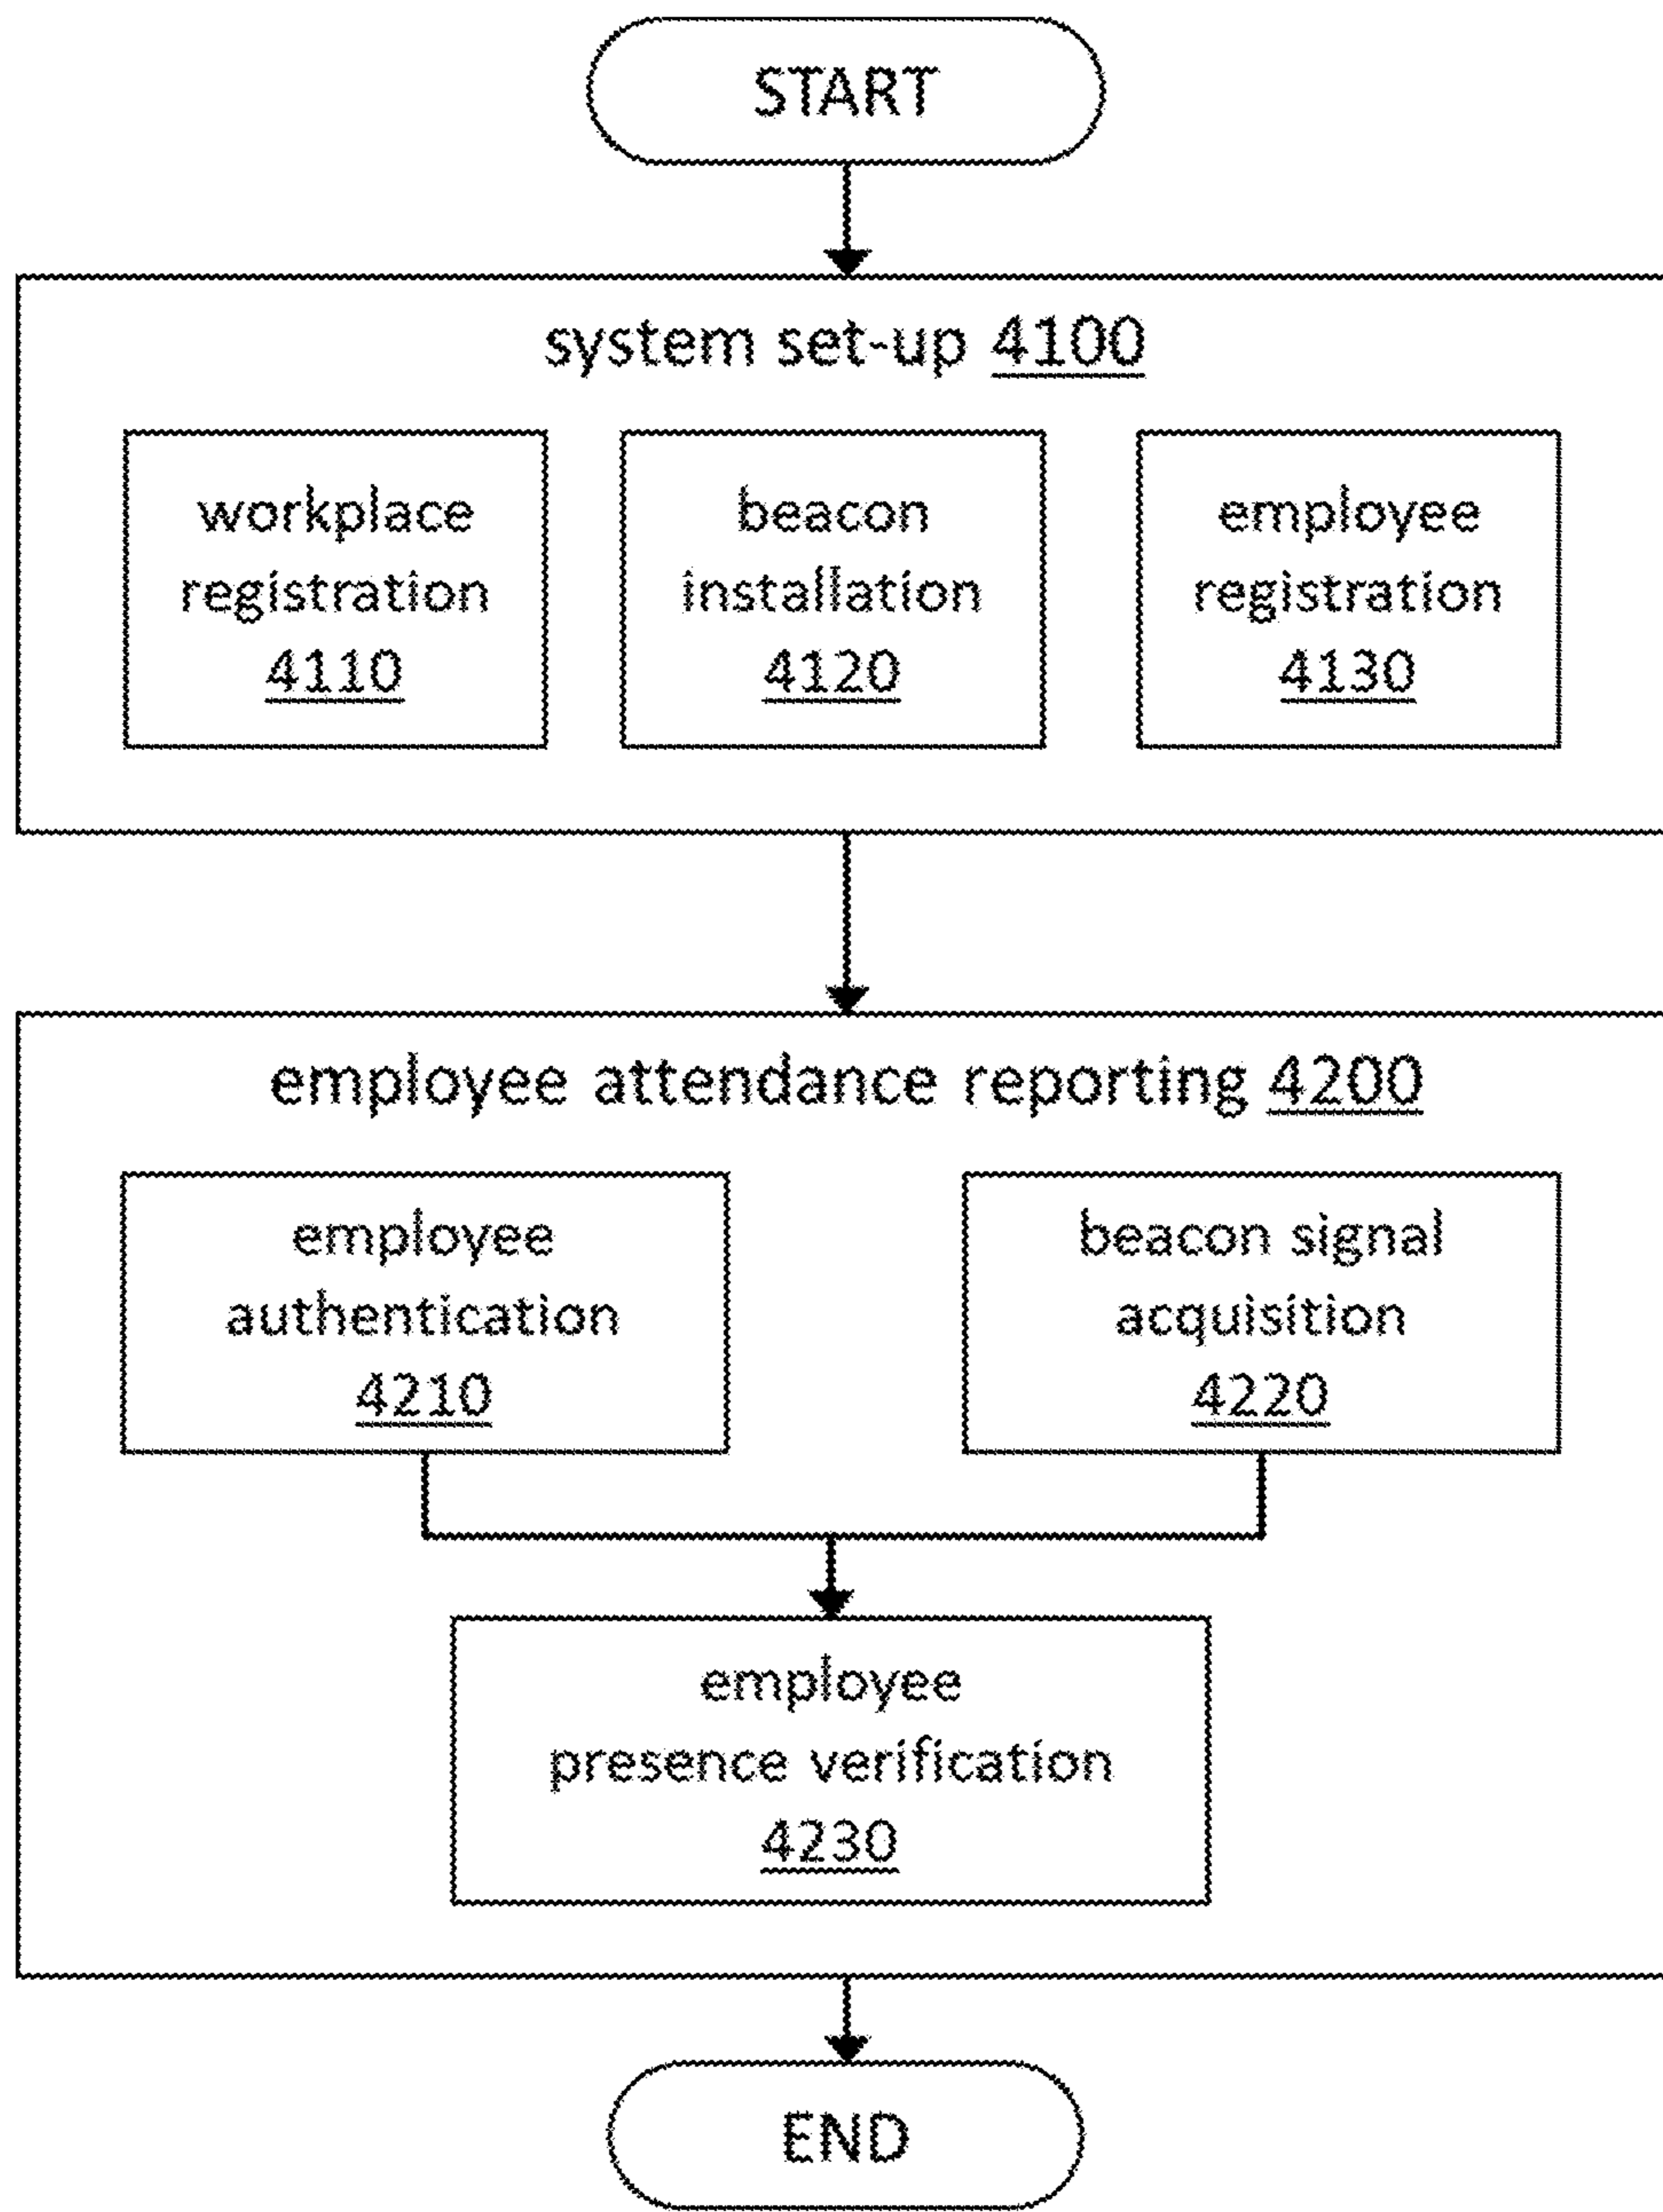 START
system set-up 4100
workplace
registration
4110
beacon
installation
4120
employee
registration
4130
employee attendance reporting 4200
employee
authentication
4210
beacon signal
acquisition
4220
employee
presence verification
4230
END